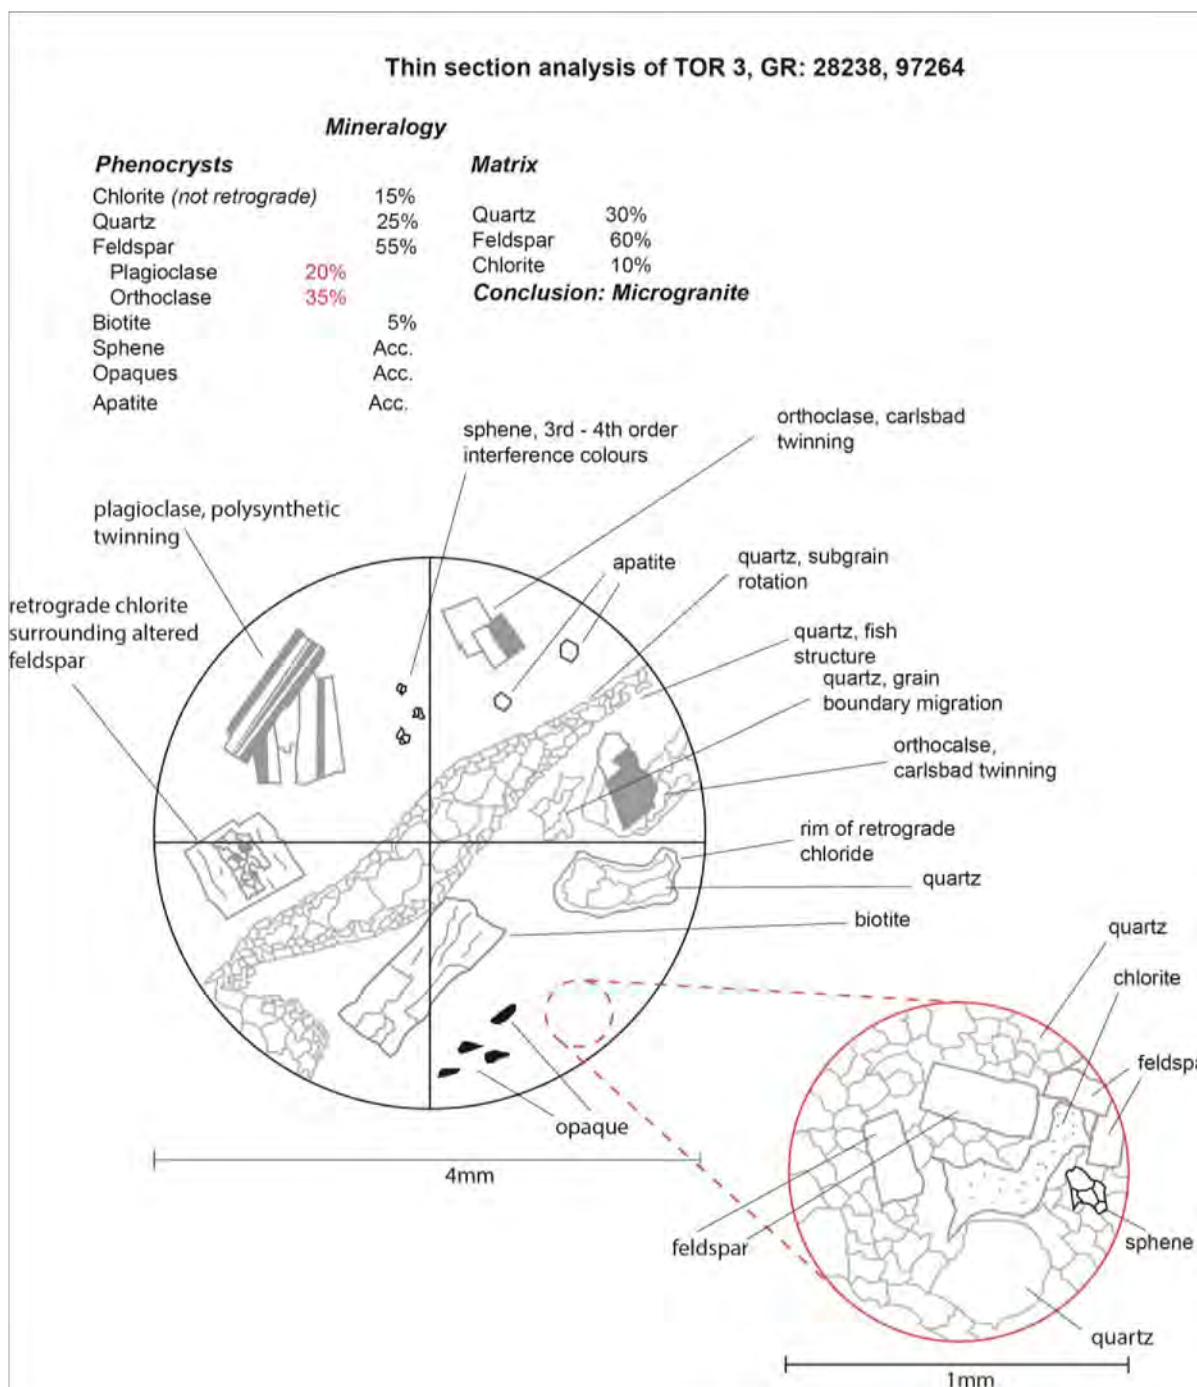 Thin section analysis of TOR 3, GR: 28238, 97264
Mineralogy
Phenocrysts
Chlorite (not retrograde) 15%
Quartz 25%
Feldspar 55%
Plagioclase 20%
Orthoclase 35%
Biotite 5%
Sphene Acc.
Opaques Acc.
Apatite Acc.
Matrix
Quartz 30%
Feldspar 60%
Chlorite 10%
Conclusion: Microgranite
sphene, 3rd - 4th order
interference colours
orthoclase, carlsbad
twinning
plagioclase, polysynthetic
twinning
apatite
quartz, subgrain
rotation
retrograde chlorite
surrounding altered
feldspar
quartz, fish
structure
quartz, grain
boundary migration
orthocalse,
carlsbad twinning
rim of retrograde
chloride
quartz
biotite
quartz
chlorite
feldspa
opaque
4mm
feldspar
sphene
quartz
1mm